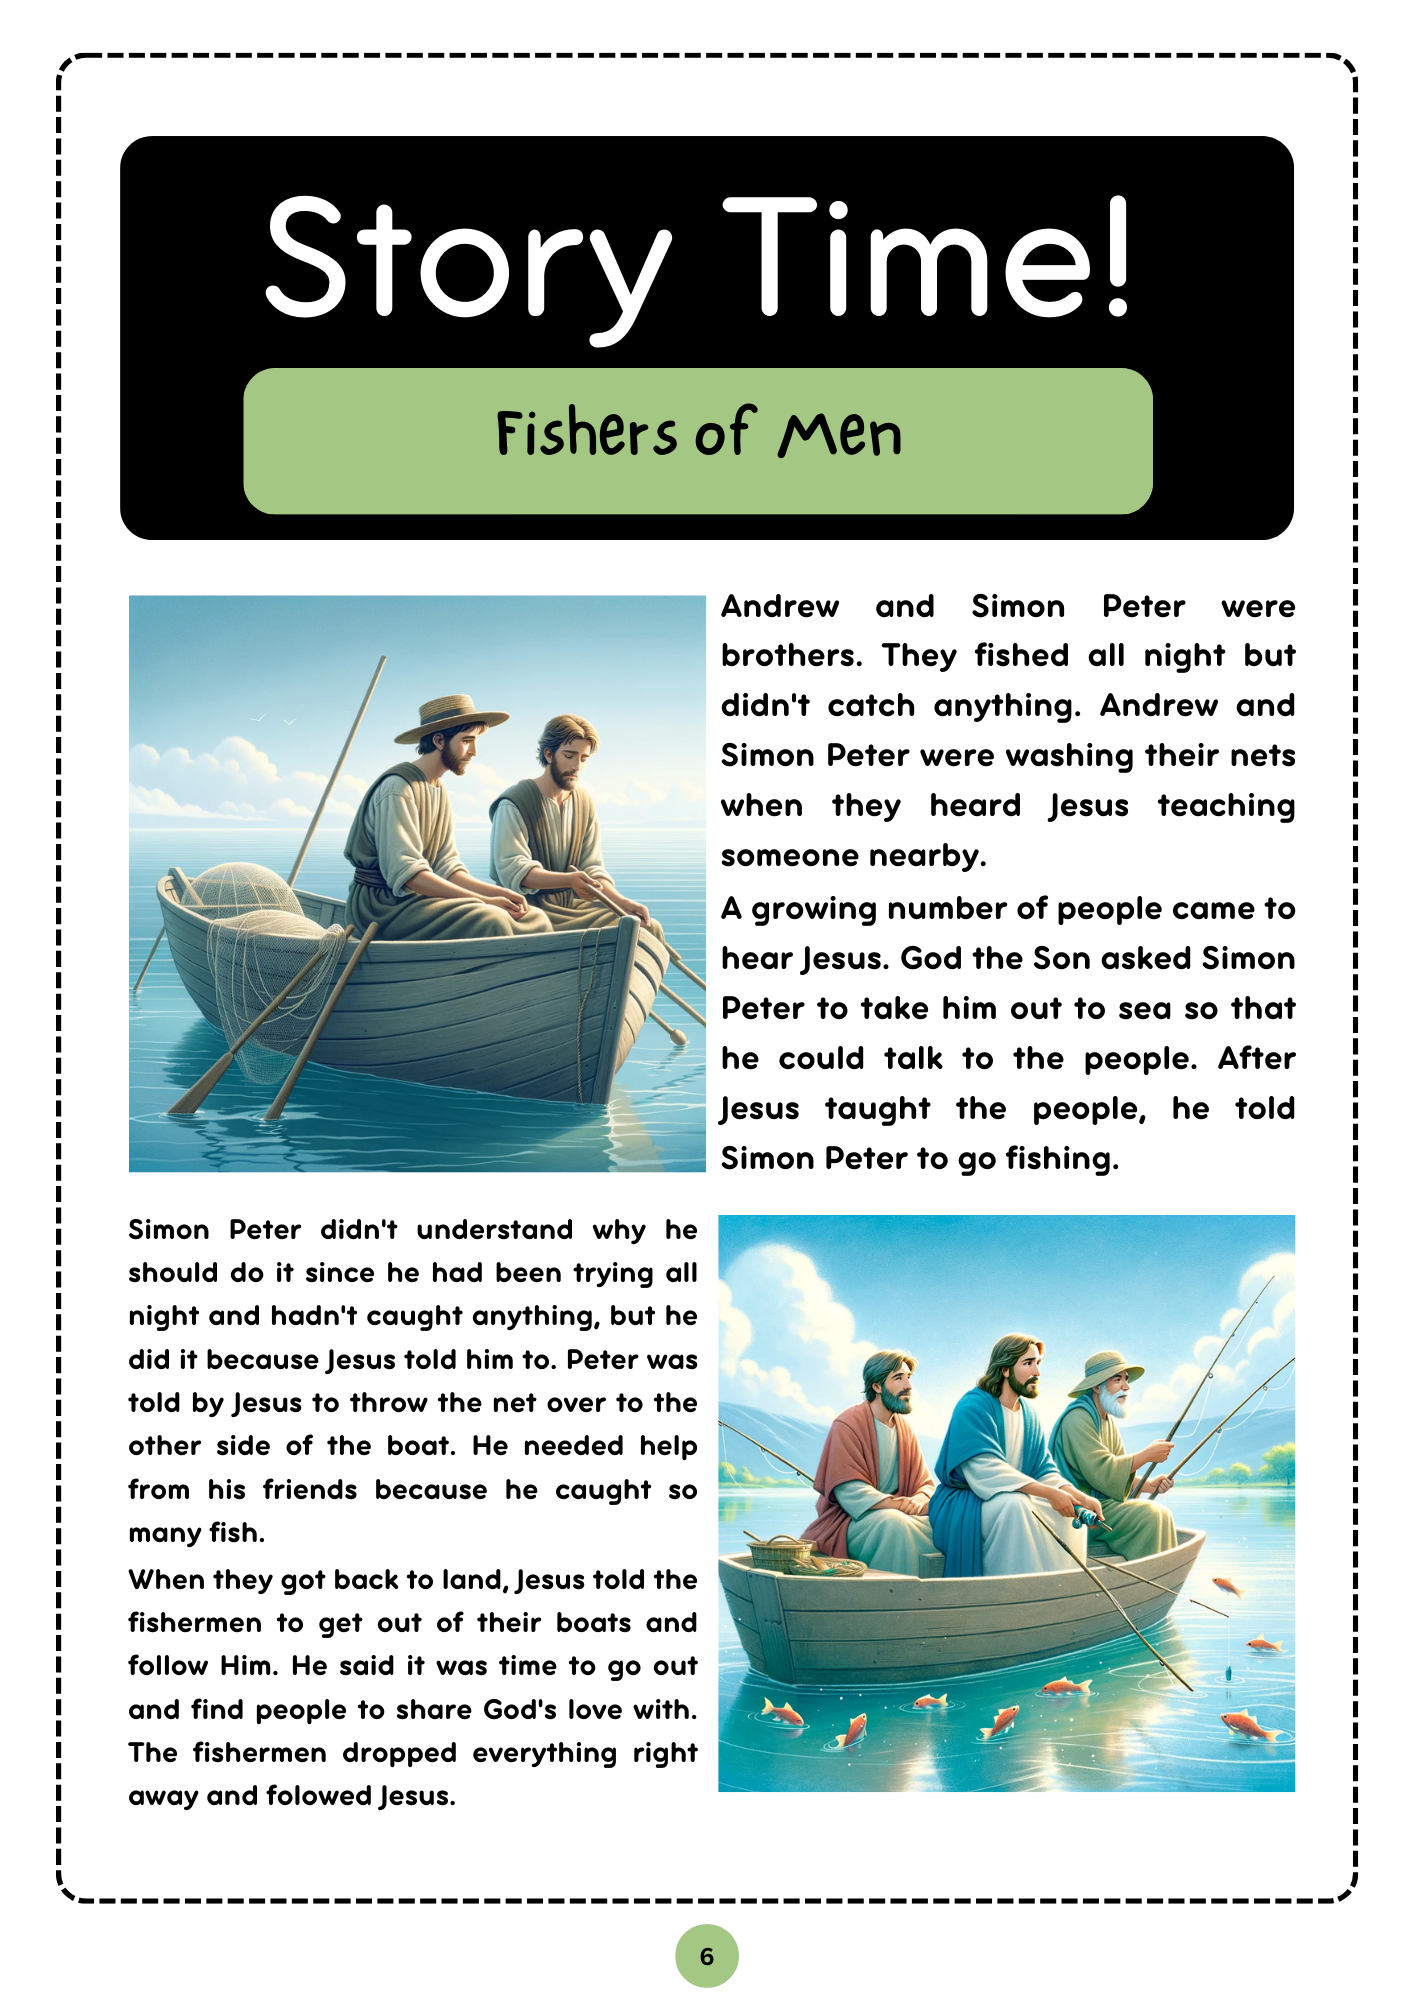 Story Time!
Fishers of Men
Andrew and Simon Peter were
brothers. They fished all night but
didn't catch anything. Andrew and
Simon Peter were washing their nets
when they heard Jesus teaching
someone nearby.
A growing number of people came to
hear Jesus. God the Son asked Simon
Peter to take him out to sea so that
he could talk to the people. After
Jesus taught the people, he told
Simon Peter to go fishing.
Simon Peter didn't understand why he
should do it since he had been trying all
night and hadn't caught anything, but he
did it because Jesus told him to. Peter was
told by Jesus to throw the net over to the
other side of the boat. He needed help
from his friends because he caught so
many fish.
When they got back to land, Jesus told the
fishermen to get out of their boats and
follow Him. He said it was time to go out
and find people to share God's love with.
The fishermen dropped everything right
away and folowed Jesus.
6